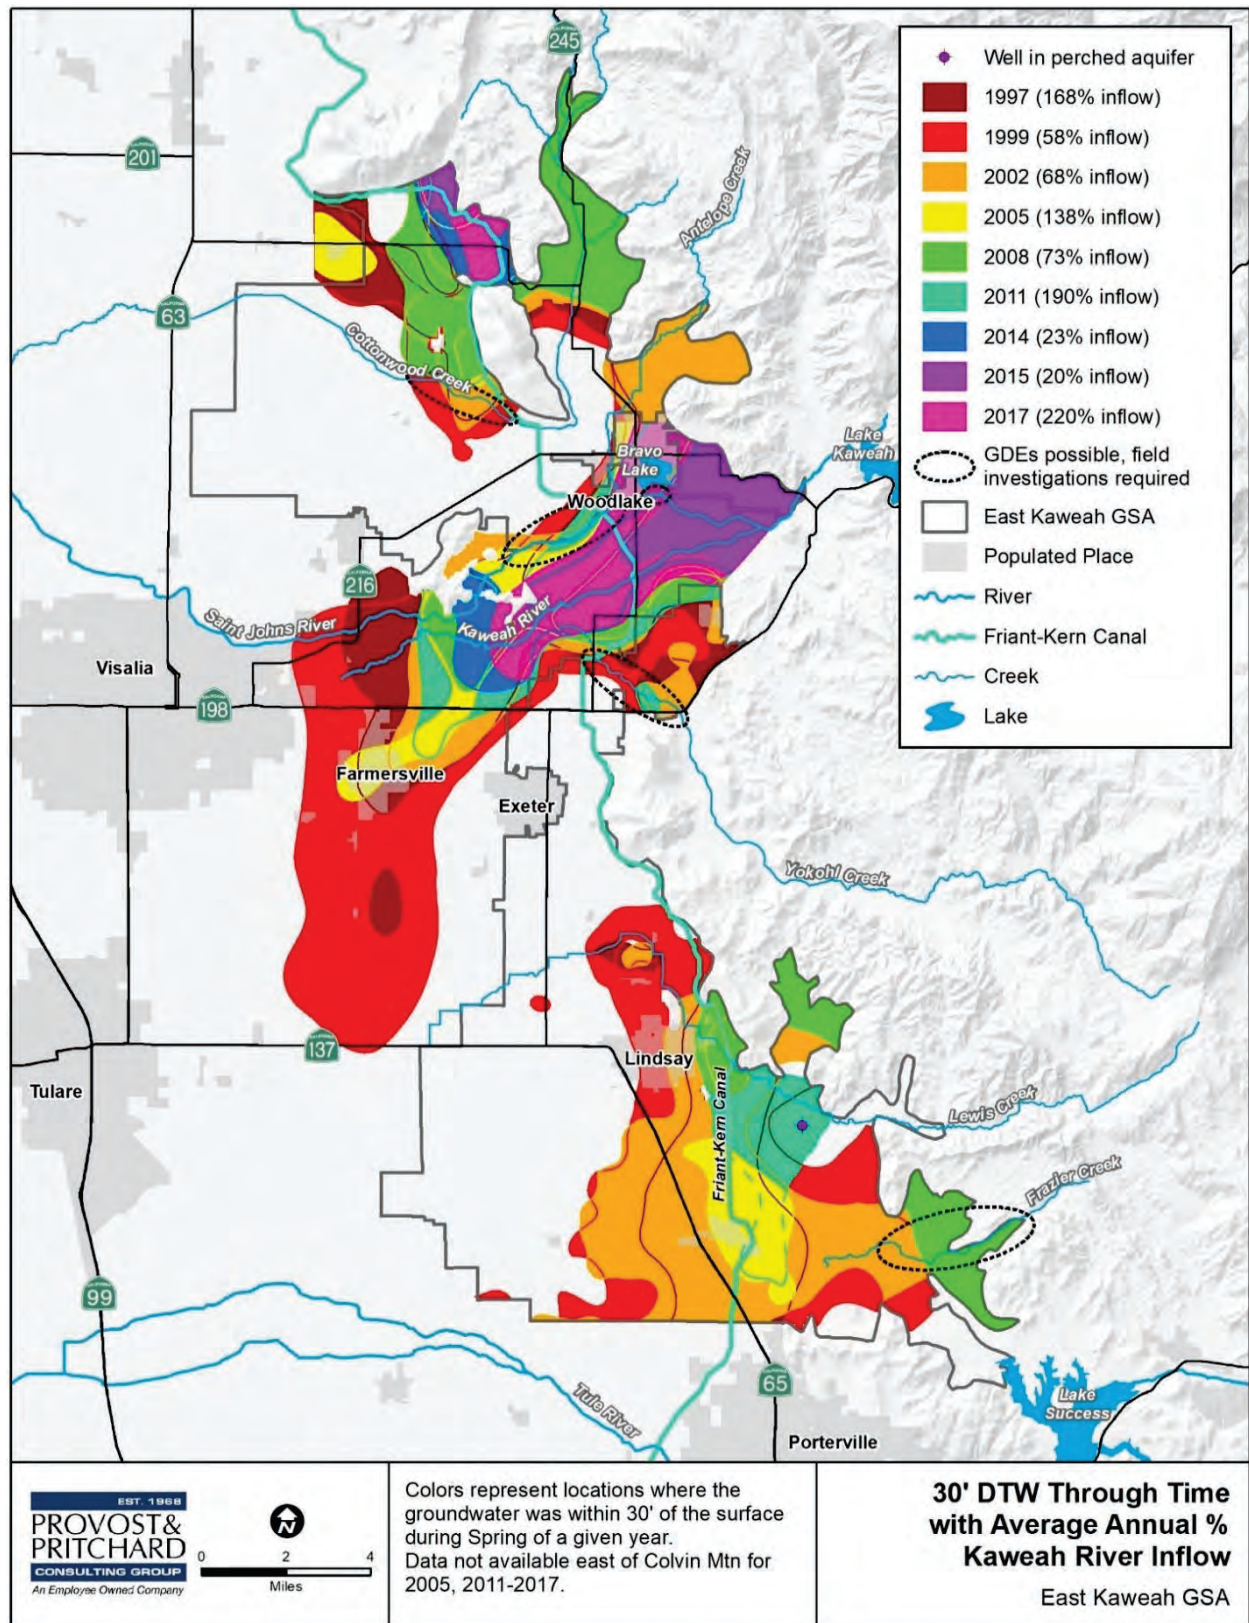 245
201
63
Antelope Creek
Cottonwood Creek
Lake
Kaweah
Bravo
Lake
Woodlake
216
Saint Johns River
Kaweah River
Visalia
198
Farmersville
Exeter
Yokohl Creek
137
Lindsay
Tulare
Friant-Kern Canal
Lewis Creek
Frazier Creek
99
65
Tule River
Lake
Success
Porterville
Well in perched aquifer
1997 (168% inflow)
1999 (58% inflow)
2002 (68% inflow)
2005 (138% inflow)
2008 (73% inflow)
2011 (190% inflow)
2014 (23% inflow)
2015 (20% inflow)
2017 (220% inflow)
GDEs possible, field
investigations required
East Kaweah GSA
Populated Place
River
Friant-Kern Canal
Creek
Lake
EST. 1968
PROVOST&
PRITCHARD
CONSULTING GROUP
An Employee Owned Company
N
0 2 4
Miles
Colors represent locations where the
groundwater was within 30' of the surface
during Spring of a given year.
Data not available east of Colvin Mtn for
2005, 2011-2017.
30' DTW Through Time
with Average Annual %
Kaweah River Inflow
East Kaweah GSA